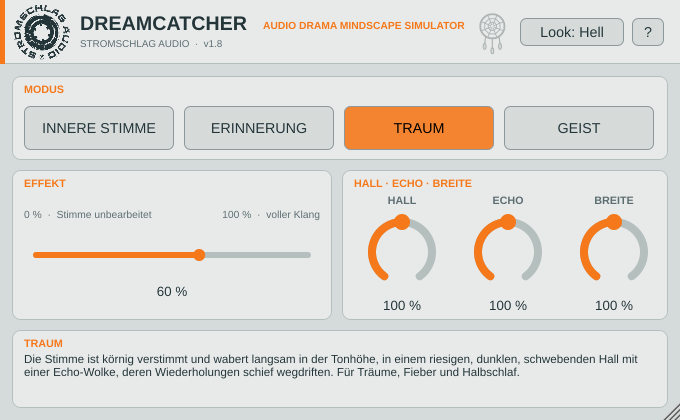 STROMSCHLAG AUDIO
DREAMCATCHER
AUDIO DRAMA MINDSCAPE SIMULATOR
STROMSCHLAG AUDIO · v1.8
Look: Hell
?
MODUS
INNERE STIMME
ERINNERUNG
TRAUM
GEIST
EFFEKT
0 % · Stimme unbearbeitet
100 % · voller Klang
60 %
HALL · ECHO · BREITE
HALL
ECHO
BREITE
100 %
100 %
100 %
TRAUM
Die Stimme ist körnig verstimmt und wabert langsam in der Tonhöhe, in einem riesigen, dunklen, schwebenden Hall mit
einer Echo-Wolke, deren Wiederholungen schief wegdriften. Für Träume, Fieber und Halbschlaf.